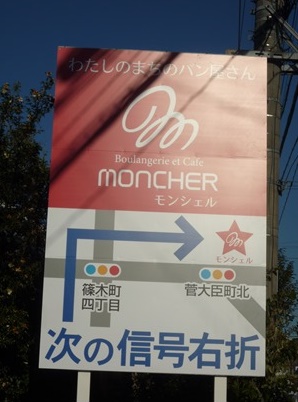 わたしのまちのパン屋さん
Boulangerie et Cafe
MONCHER
モンシェル
モンシェル
篠木町
四丁目
菅大臣町北
次の信号右折